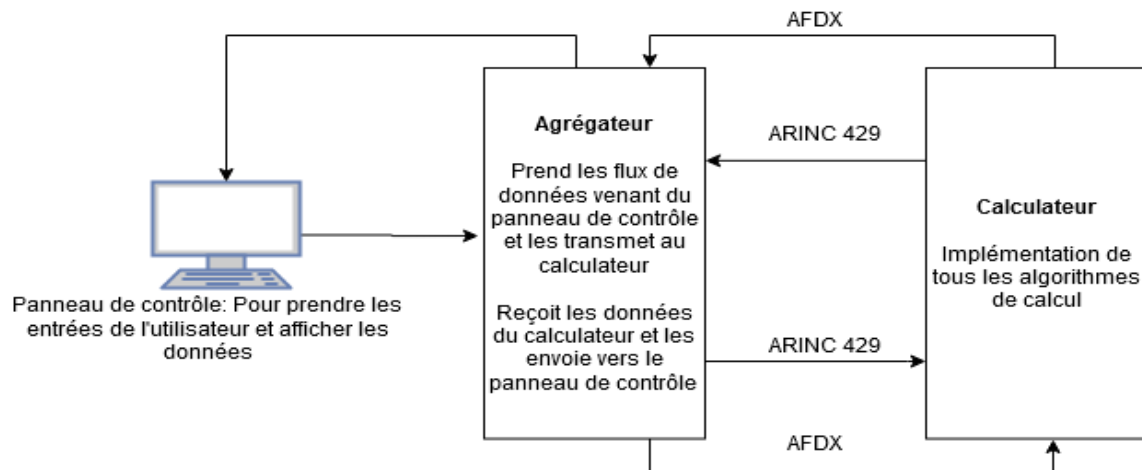 AFDX
Agrégateur
Prend les flux de
données venant du
panneau de contrôle
et les transmet au
calculateur
Reçoit les données
du calculateur et les
envoie vers le
panneau de contrôle
ARINC 429
Calculateur
Implémentation de
tous les algorithmes
de calcul
Panneau de contrôle: Pour prendre les
entrées de l'utilisateur et afficher les
données
ARINC 429
AFDX